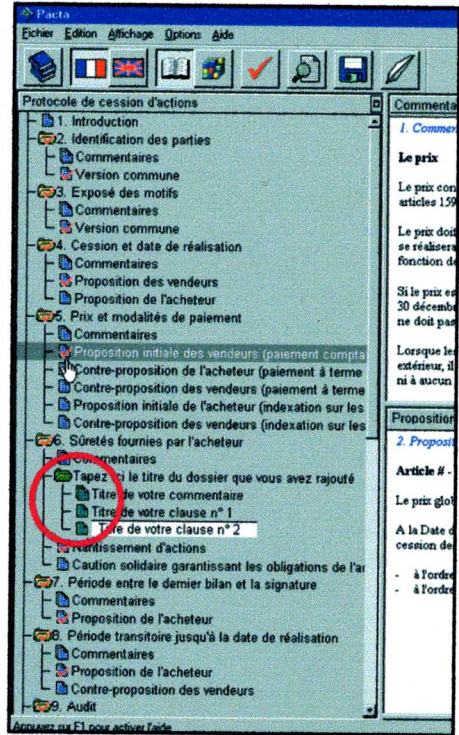 Pacta
Fichier Edition Affichage Options Aide
Protocole de cession d'actions
1. Introduction
2. Identification des parties
Commentaires
Version commune
3. Exposé des motifs
Commentaires
Version commune
4. Cession et date de réalisation
Commentaires
Proposition des vendeurs
Proposition de l'acheteur
5. Prix et modalités de paiement
Commentaires
Proposition initiale des vendeurs (paiement compta
Contre-proposition de l'acheteur (paiement à terme
Contre-proposition des vendeurs (paiement à terme
Proposition initiale de l'acheteur (indexation sur les
Contre-proposition des vendeurs (indexation sur les
6. Sûretés fournies par l'acheteur
Commentaires
Tapez ici le titre du dossier que vous avez rajouté
Titre de votre commentaire
Titre de votre clause n° 1
Titre de votre clause n° 2
Nantissement d'actions
Caution solidaire garantissant les obligations de l'a
7. Période entre le dernier bilan et la signature
Commentaires
Proposition de l'acheteur
8. Période transitoire jusqu'à la date de réalisation
Commentaires
Proposition de l'acheteur
Contre-proposition des vendeurs
9. Audit
Appuyez sur F1 pour activer l'aide
Commenta
1. Commen
Le prix
Le prix con
articles 159
Le prix doit
se réalisera
fonction de
Si le prix es
30 décemb
ne doit pas
Lorsque les
extérieur, il
ni à aucun
Proposition
2. Proposit
Article # -
Le prix glob
A la Date d
cession de
- à l'ordre
- à l'ordre